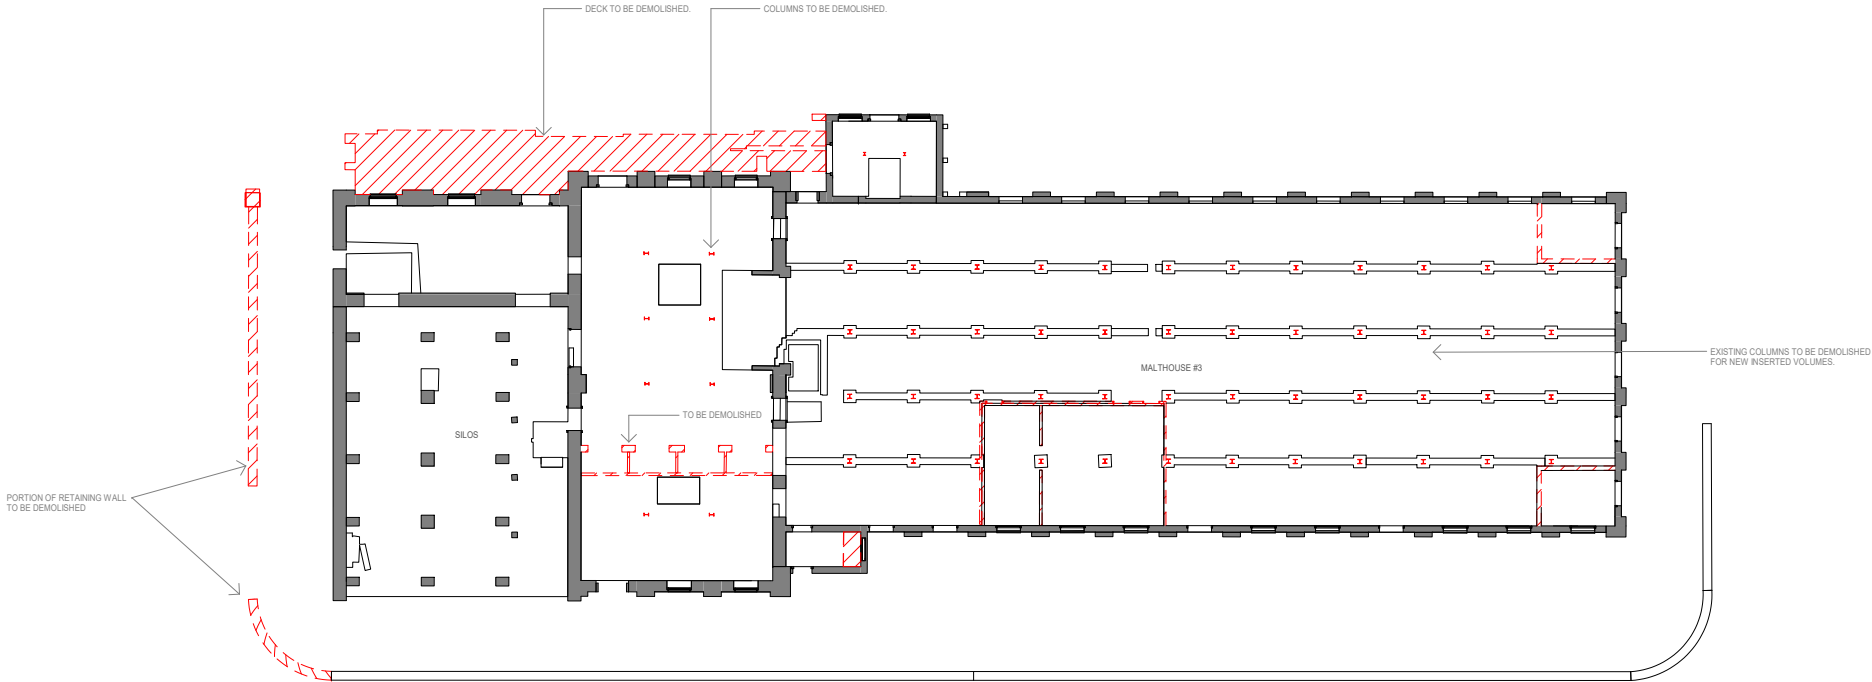 DECK TO BE DEMOLISHED.
COLUMNS TO BE DEMOLISHED.
EXISTING COLUMNS TO BE DEMOLISHED
FOR NEW INSERTED VOLUMES.
MALTHOUSE #3
TO BE DEMOLISHED
SILOS
PORTION OF RETAINING WALL
TO BE DEMOLISHED